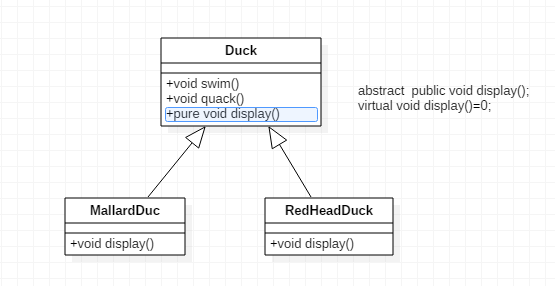 Duck
+void swim()
+void quack()
+pure void display()
abstract  public void display();
virtual void display()=0;
MallardDuc
+void display()
RedHeadDuck
+void display()